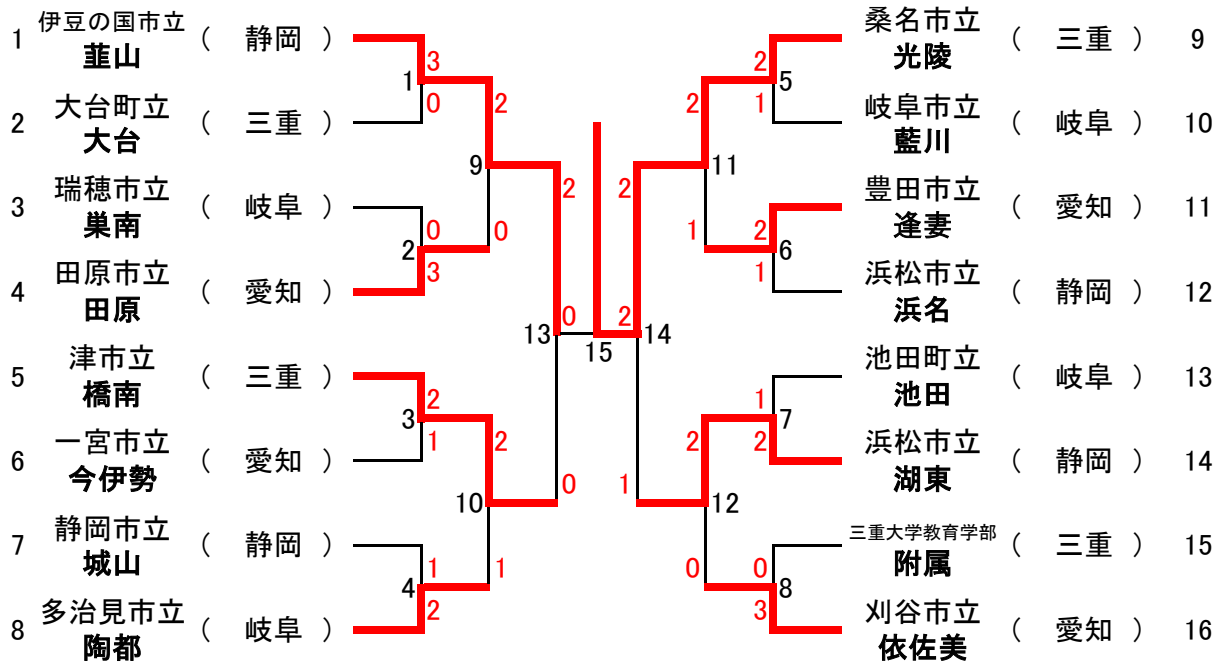 1 伊豆の国市立 韮山 ( 静岡 )
2 大台町立 大台 ( 三重 )
3 瑞穂市立 巣南 ( 岐阜 )
4 田原市立 田原 ( 愛知 )
5 津市立 橋南 ( 三重 )
6 一宮市立 今伊勢 ( 愛知 )
7 静岡市立 城山 ( 静岡 )
8 多治見市立 陶都 ( 岐阜 )
3
1
0
2
9
0
2
0
3
2
3
1
2
10
1
1
4
2
2
0
13
0
15
2
14
2
1
2
5
1
2
11
1
2
6
1
1
7
2
2
12
0
0
8
3
桑名市立 光陵 ( 三重 ) 9
岐阜市立 藍川 ( 岐阜 ) 10
豊田市立 逢妻 ( 愛知 ) 11
浜松市立 浜名 ( 静岡 ) 12
池田町立 池田 ( 岐阜 ) 13
浜松市立 湖東 ( 静岡 ) 14
三重大学教育学部 附属 ( 三重 ) 15
刈谷市立 依佐美 ( 愛知 ) 16